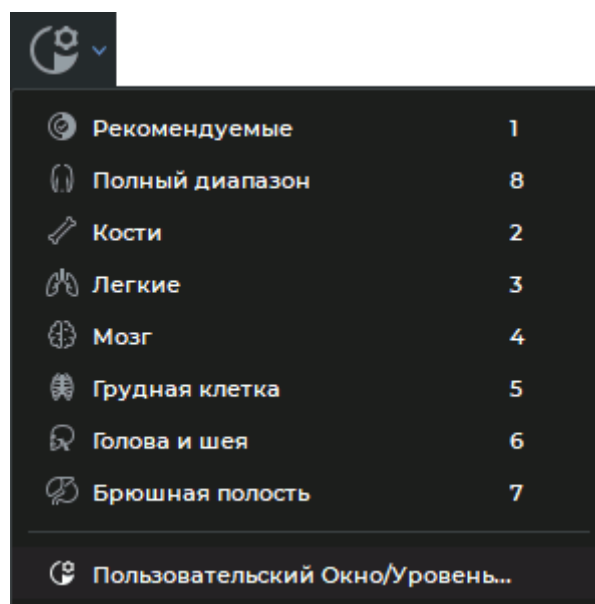 Рекомендуемые 1
Полный диапазон 8
Кости 2
Легкие 3
Мозг 4
Грудная клетка 5
Голова и шея 6
Брюшная полость 7
Пользовательский Окно/Уровень...